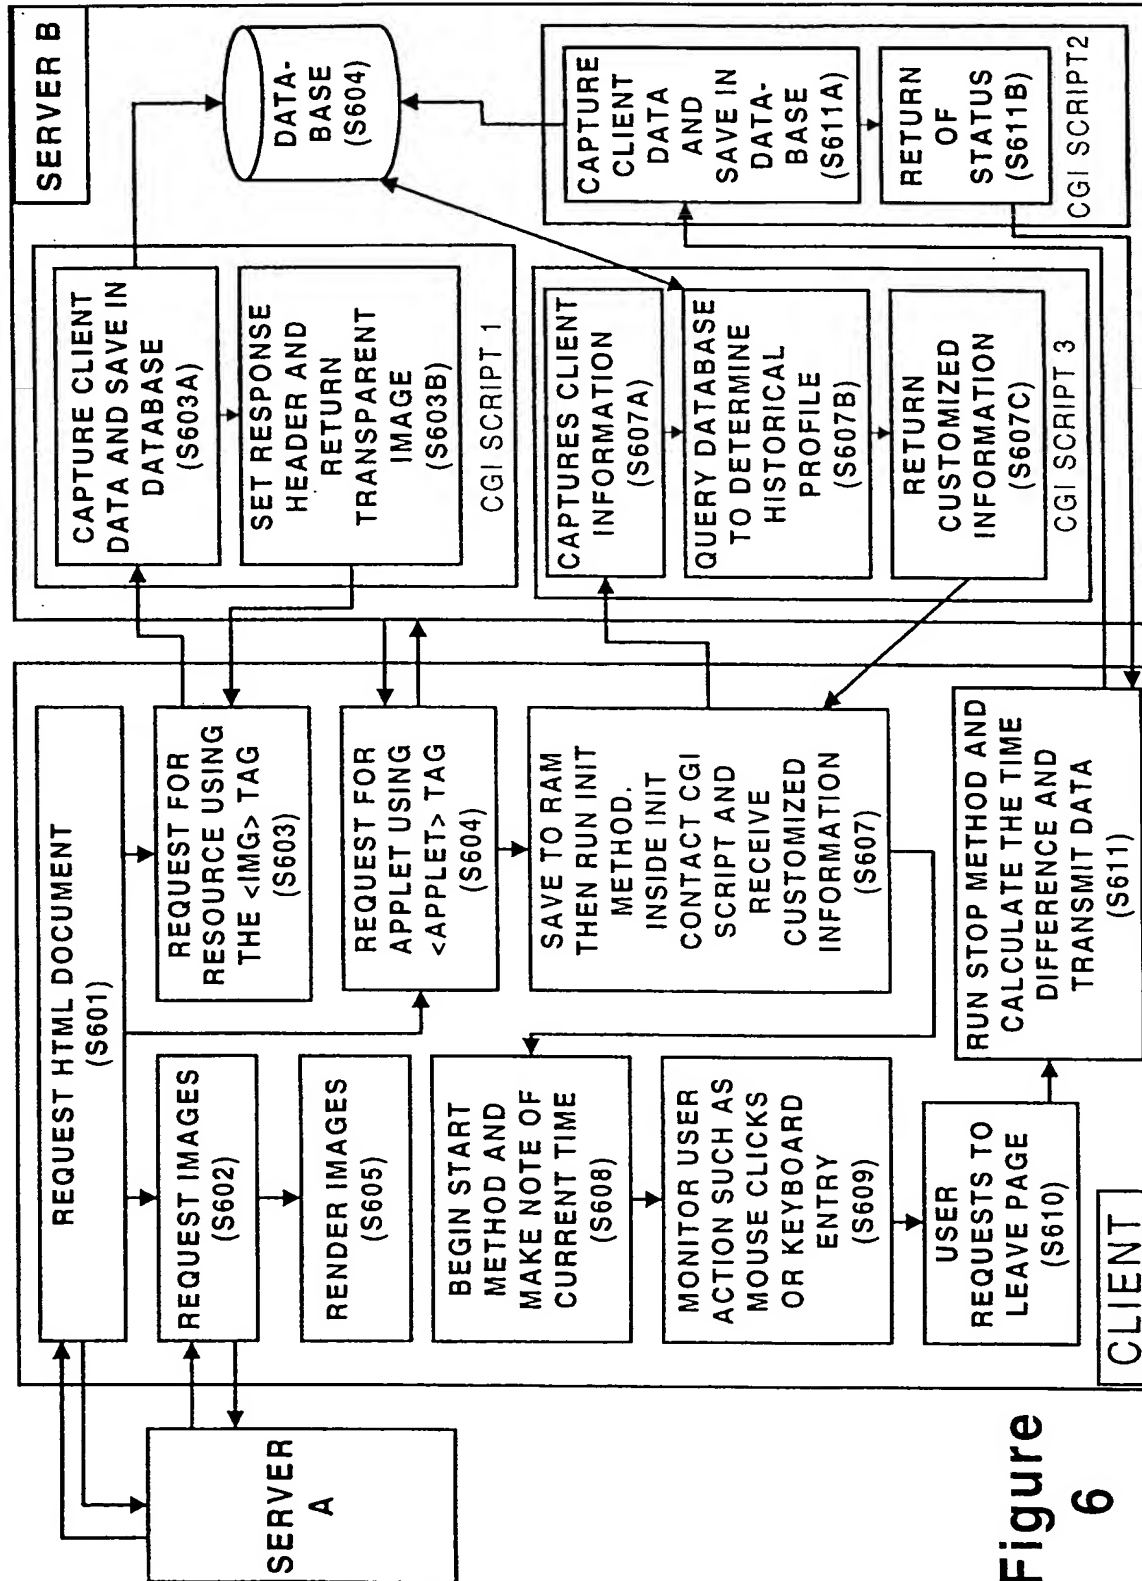 SERVER B
REQUEST HTML DOCUMENT
(S601)
REQUEST IMAGES
(S602)
RENDER IMAGES
(S605)
REQUEST FOR
RESOURCE USING
THE <IMG> TAG
(S603)
REQUEST FOR
APPLET USING
<APPLET> TAG
(S604)
SAVE TO RAM
THEN RUN INIT
METHOD.
INSIDE INIT
CONTACT CGI
SCRIPT AND
RECEIVE
CUSTOMIZED
INFORMATION
(S607)
BEGIN START
METHOD AND
MAKE NOTE OF
CURRENT TIME
(S608)
MONITOR USER
ACTION SUCH AS
MOUSE CLICKS
OR KEYBOARD
ENTRY
(S609)
USER
REQUESTS TO
LEAVE PAGE
(S610)
RUN STOP METHOD AND
CALCULATE THE TIME
DIFFERENCE AND
TRANSMIT DATA
(S611)
CLIENT
SERVER
A
CAPTURE CLIENT
DATA AND SAVE IN
DATABASE
(S603A)
SET RESPONSE
HEADER AND
RETURN
TRANSPARENT
IMAGE
(S603B)
CGI SCRIPT 1
CAPTURES CLIENT
INFORMATION
(S607A)
QUERY DATABASE
TO DETERMINE
HISTORICAL
PROFILE
(S607B)
RETURN
CUSTOMIZED
INFORMATION
(S607C)
CGI SCRIPT 3
DATA-
BASE
(S604)
CAPTURE
CLIENT
DATA
AND
SAVE IN
DATA-
BASE
(S611A)
RETURN
OF
STATUS
(S611B)
CGI SCRIPT2
Figure
6